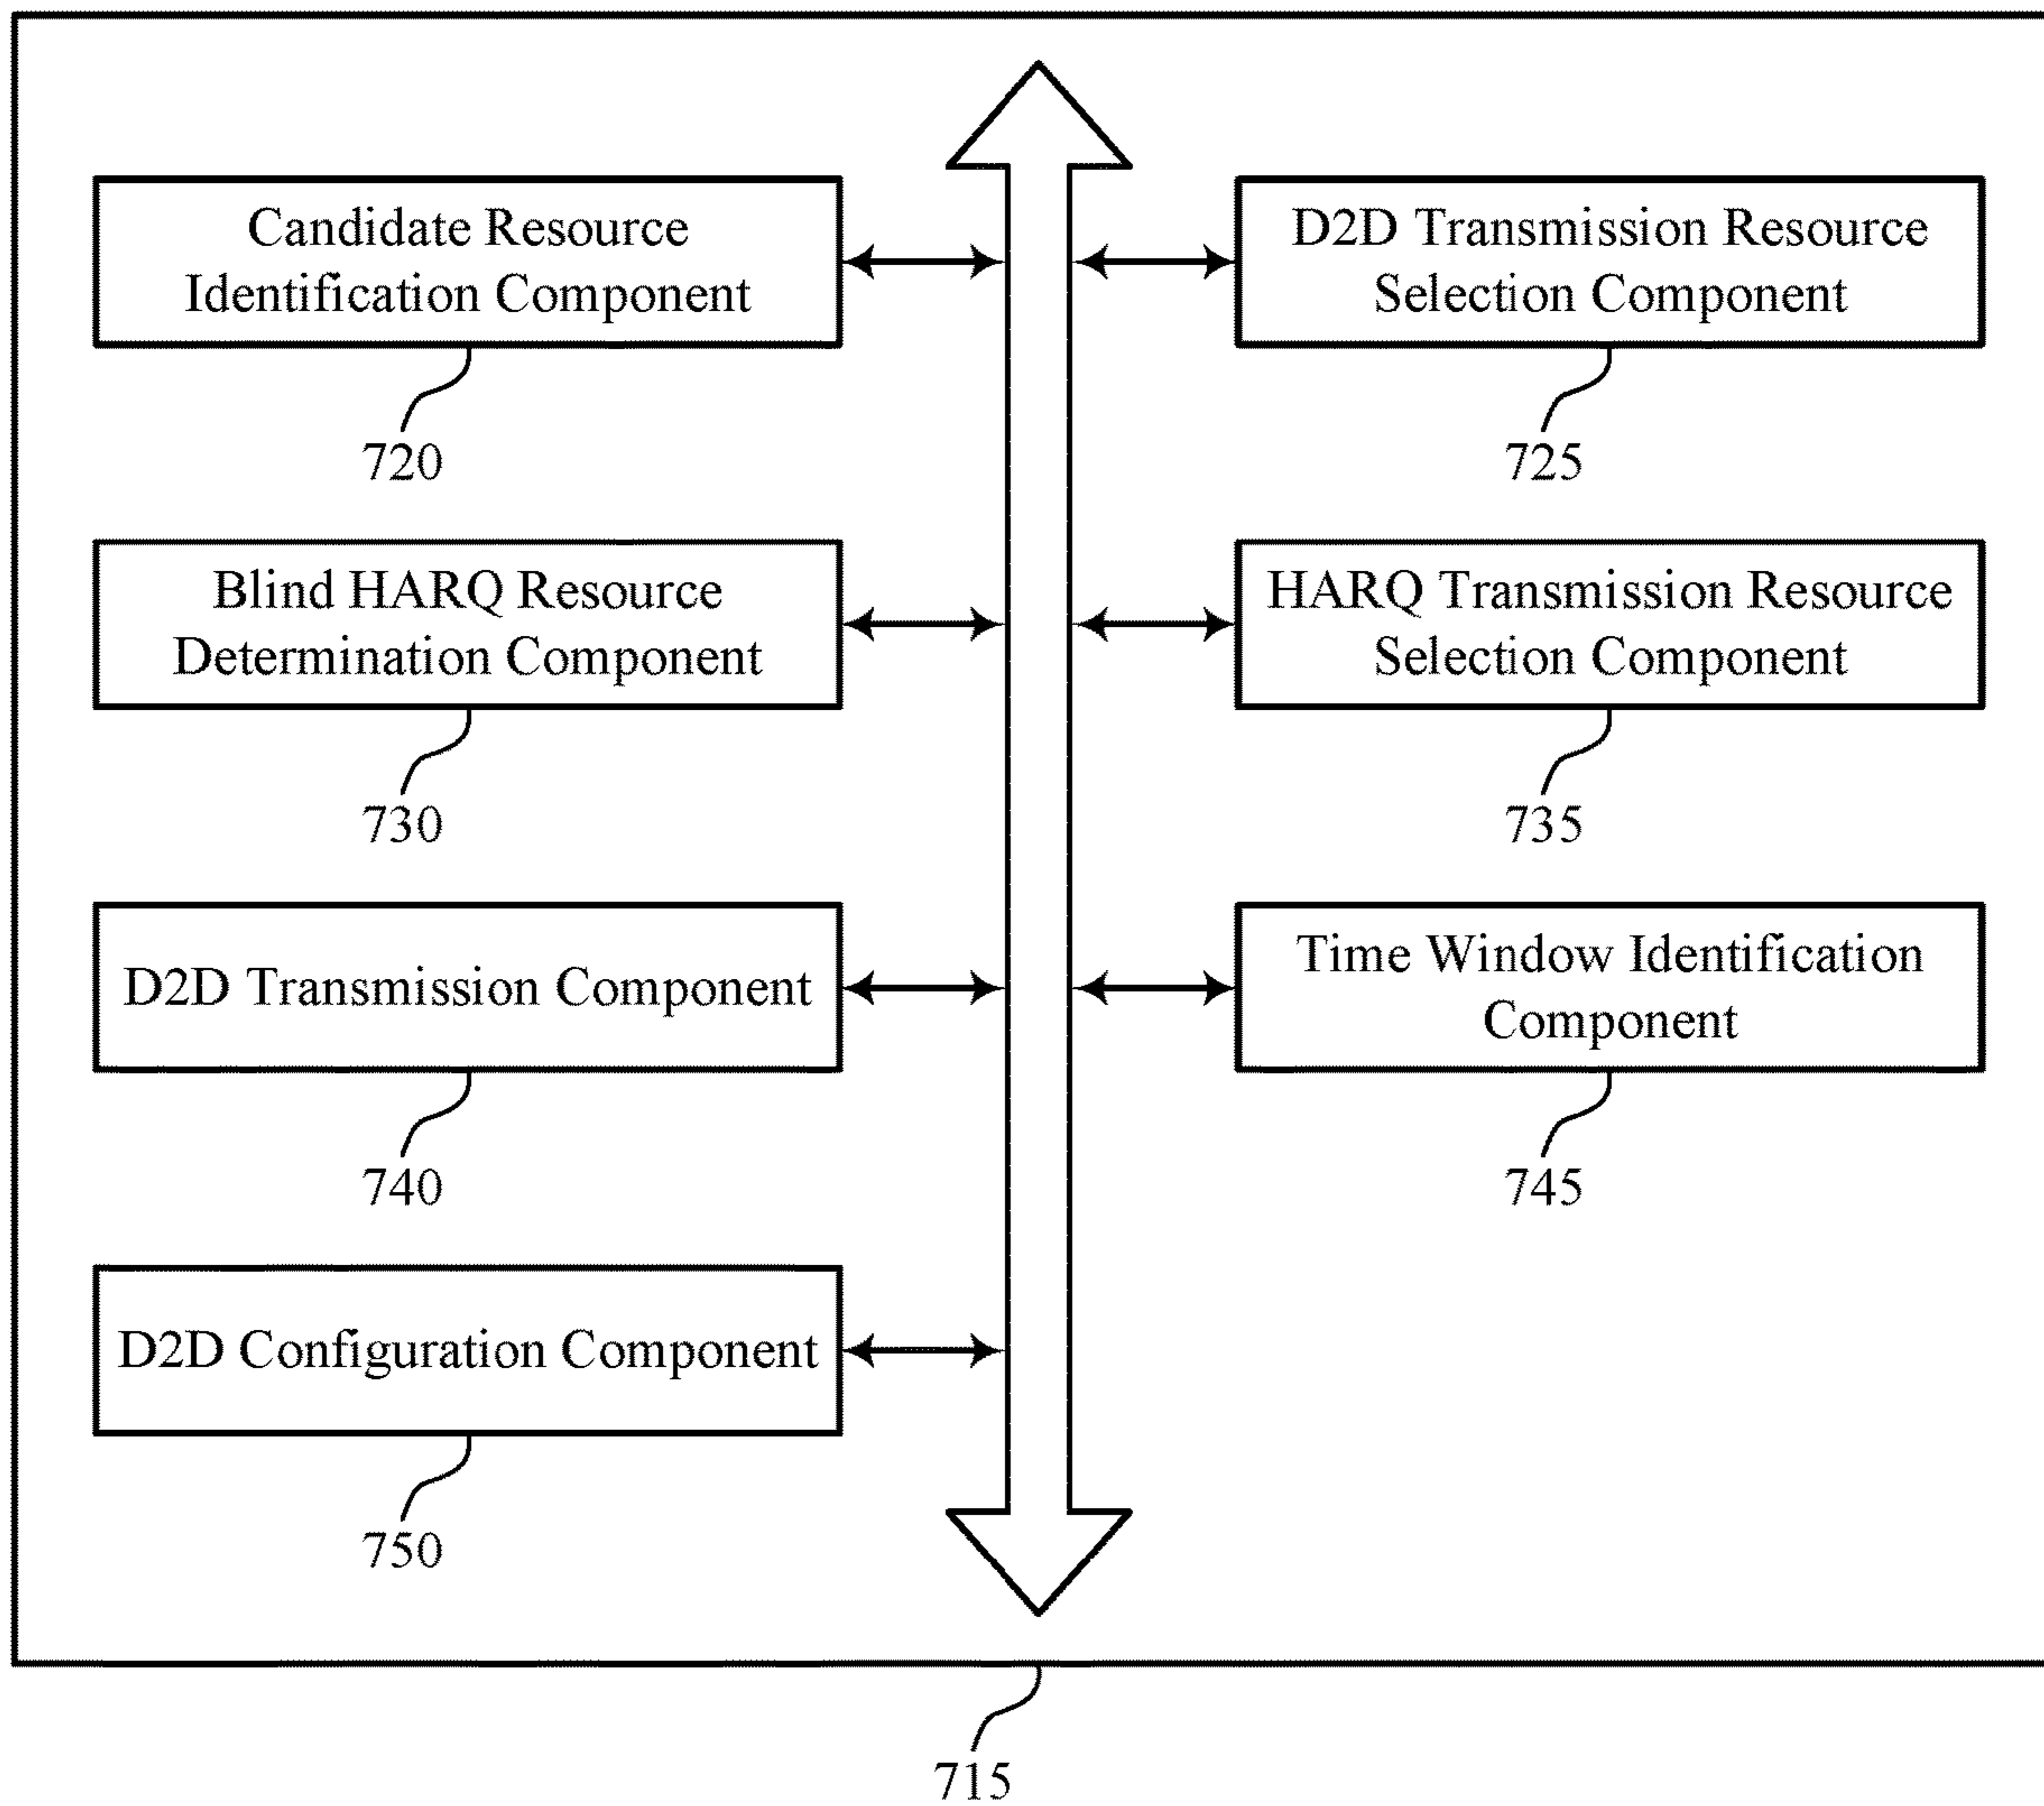 Candidate Resource
Identification Component
720
D2D Transmission Resource
Selection Component
725
Blind HARQ Resource
Determination Component
730
HARQ Transmission Resource
Selection Component
735
D2D Transmission Component
740
Time Window Identification
Component
745
D2D Configuration Component
750
715